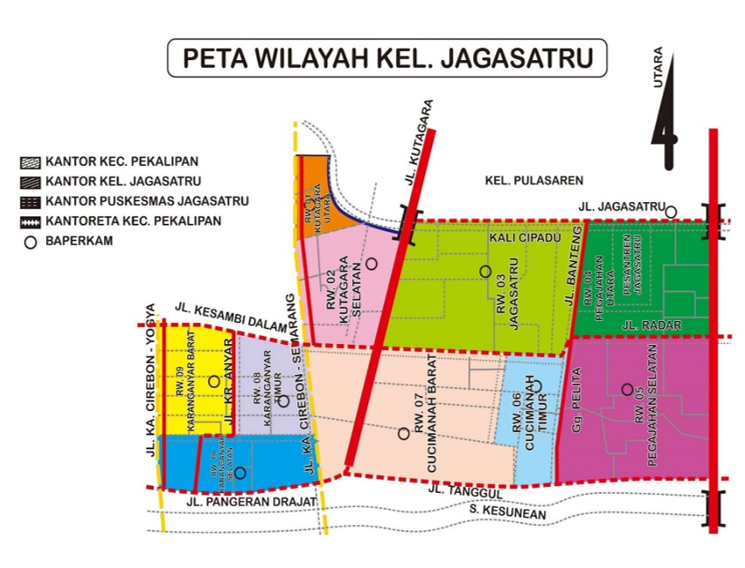 PETA WILAYAH KEL. JAGASATRU
UTARA
KANTOR KEC. PEKALIPAN
KANTOR KEL. JAGASATRU
KANTOR PUSKESMAS JAGASATRU
KANTORETA KEC. PEKALIPAN
BAPERKAM
JL. KUTAGARA
KEL. PULASAREN
JL. JAGASATRU
KALI CIPADU
RW. 01
KUTAGARA
UTARA
RW. 02
KUTAGARA
SELATAN
RW. 03
JAGASATRU
JL. BANTENG
RW. 04
PEGAJAHAN
UTARA
PESANTREN
JAGASATRU
JL. RADAR
JL. KESAMBI DALAM
JL. KA, CIREBON - YOGYA
JL. KA, CIREBON - SEMARANG
RW. 09
KARANGANYAR BARAT
JL. KR. ANYAR
RW. 08
KARANGANYAR
TIMUR
RW. 10
KARANGANYAR
SELATAN
RW. 07
CUCIMANAH BARAT
RW. 06
CUCIMANAH
TIMUR
Gg. PELITA
RW. 05
PEGAJAHAN SELATAN
JL. PANGERAN DRAJAT
JL. TANGGUL
S. KESUNEAN